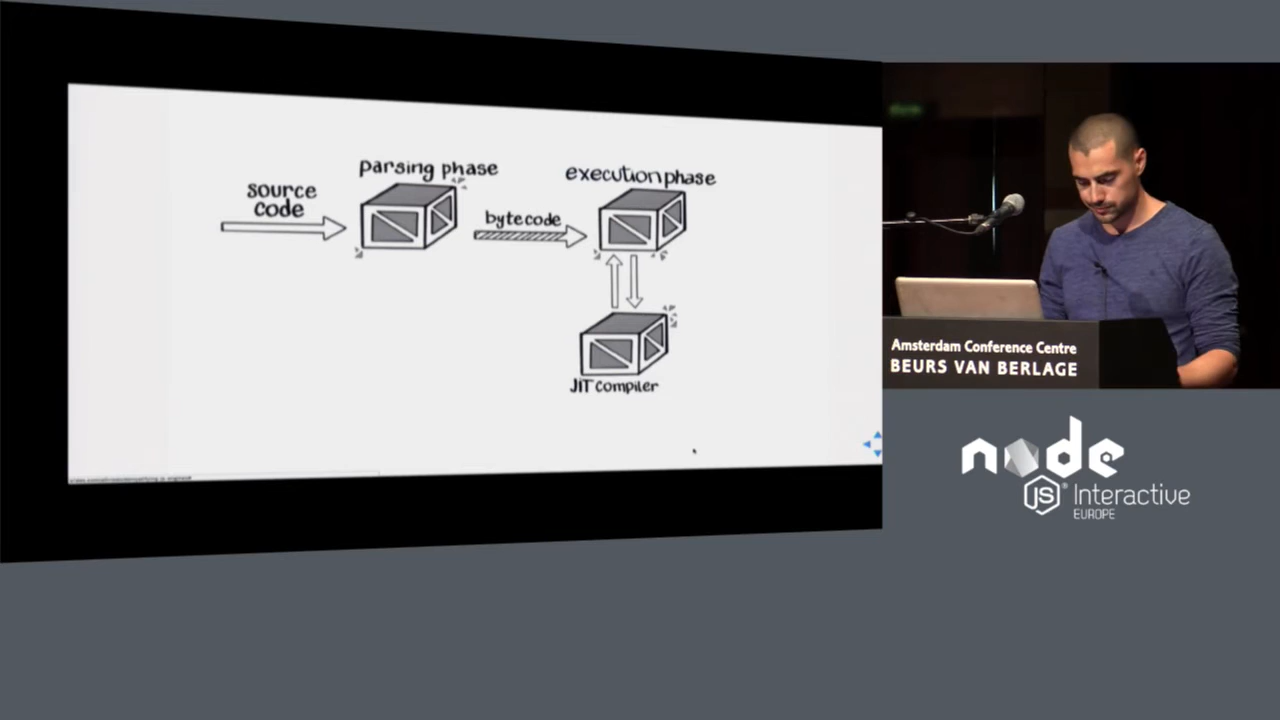 parsing phase
source
code
bytecode
execution phase
JIT compiler
Amsterdam Conference Centre
BEURS VAN BERLAGE
node
JS® Interactive
EUROPE